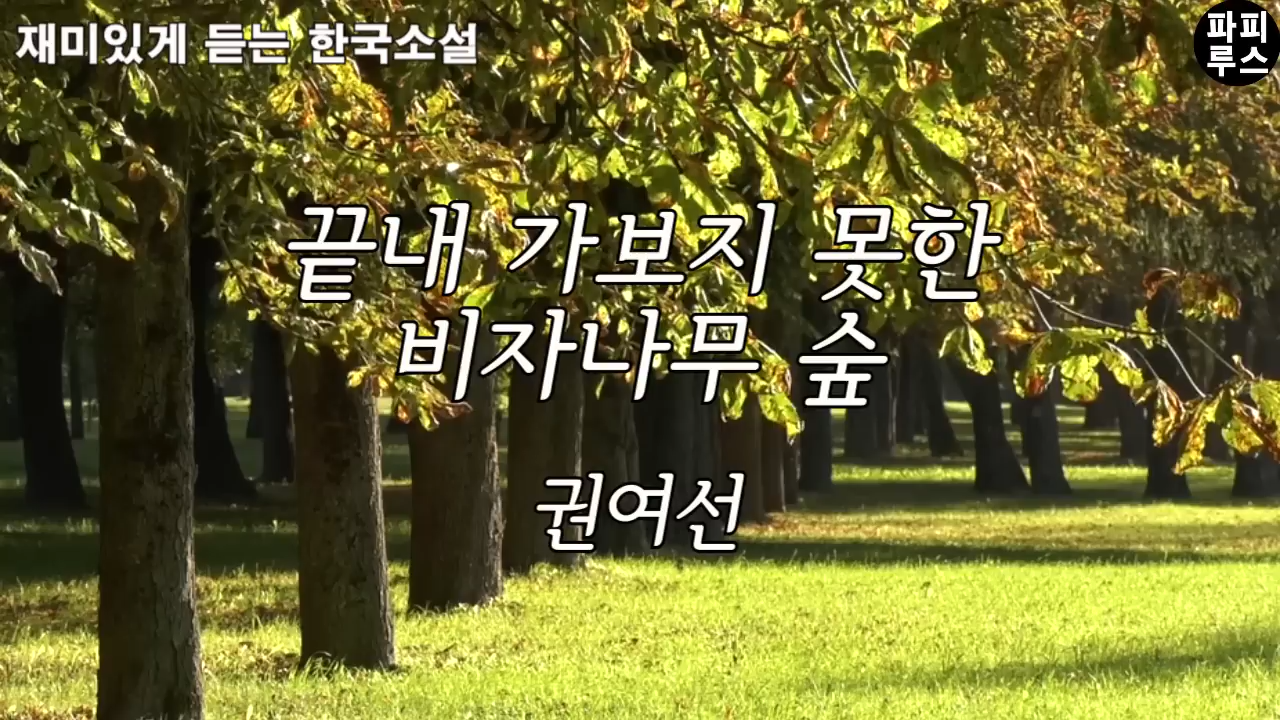 재미있게 듣는 한국소설
파피
루스
끝내 가보지 못한
비자나무 숲
권여선